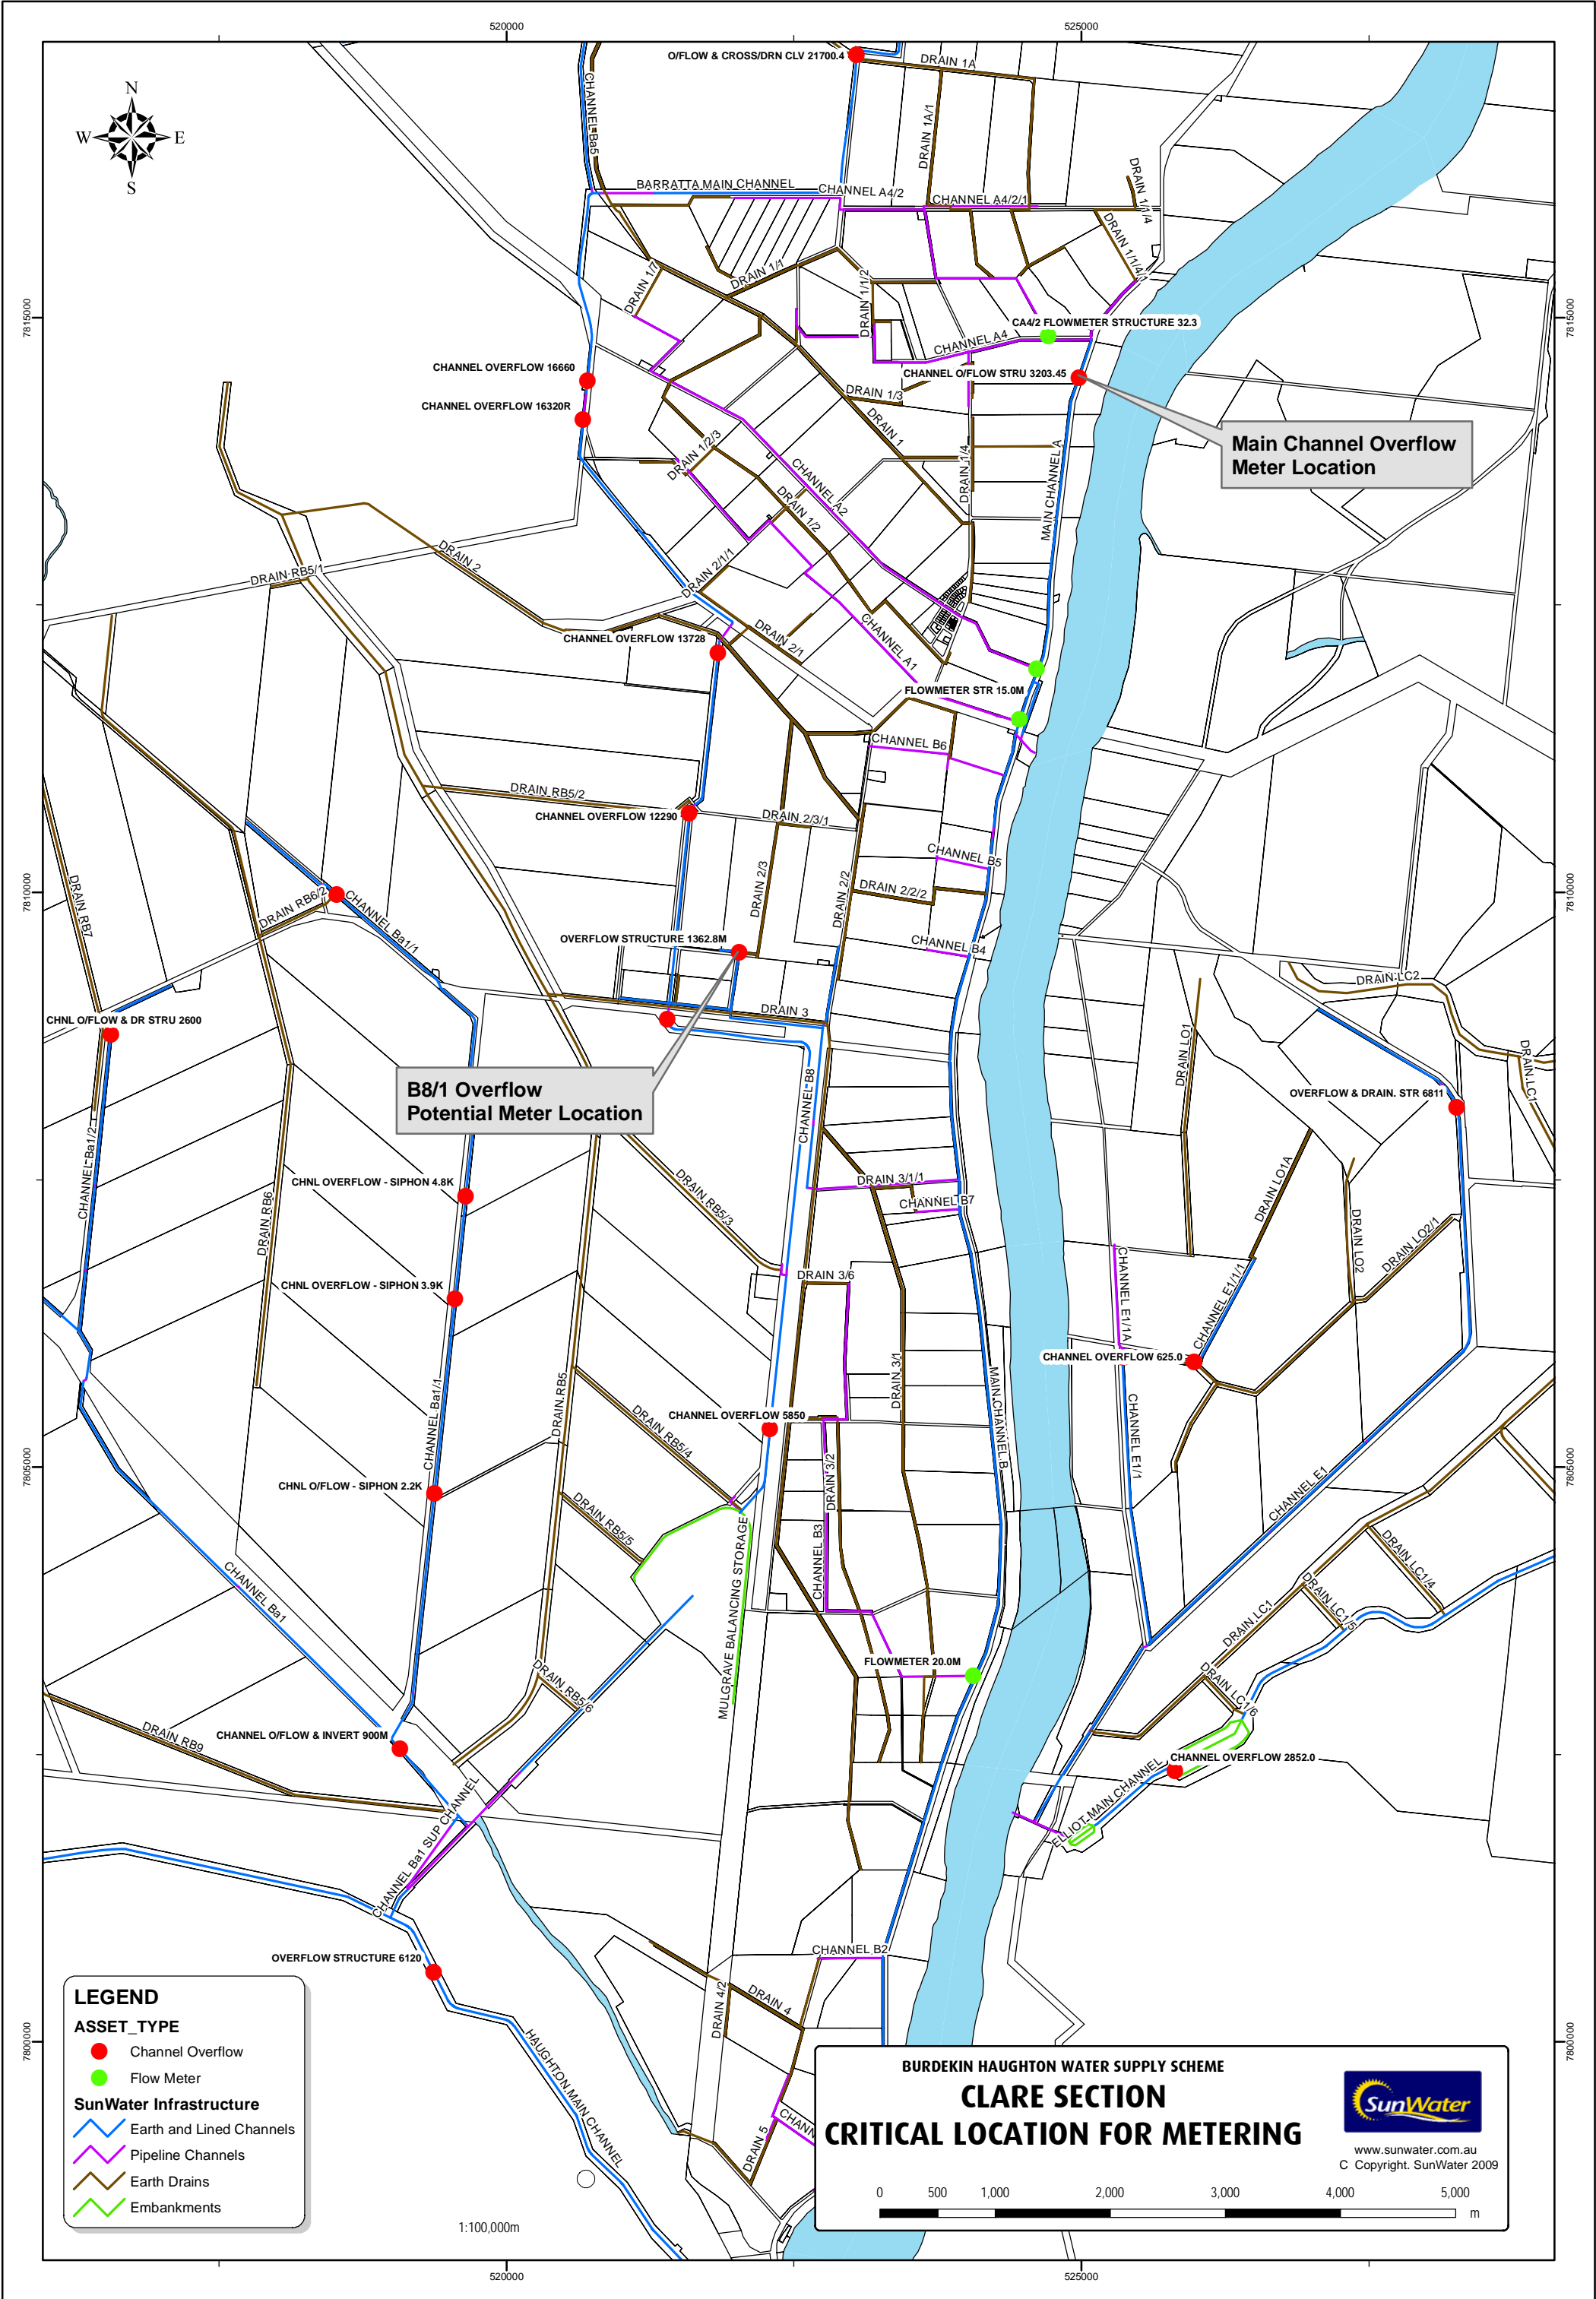 520000
525000
O/FLOW & CROSS/DRN CLV 21700.4
DRAIN 1A
CHANNEL Ba5
DRAIN 1A/1
N
W
E
S
BARRATTA MAIN CHANNEL
CHANNEL A4/2
CHANNEL A4/2/1
DRAIN 1/1/4
DRAIN 1/1/4/1
DRAIN 1/7
DRAIN 1/1
DRAIN 1/1/2
7815000
7815000
CA4/2 FLOWMETER STRUCTURE 32.3
CHANNEL A4
CHANNEL OVERFLOW 16660
CHANNEL O/FLOW STRU 3203.45
CHANNEL OVERFLOW 16320R
DRAIN 1/3
DRAIN 1
Main Channel Overflow
Meter Location
DRAIN 1/2/3
CHANNEL A2
DRAIN 1/4
MAIN CHANNEL A
DRAIN 1/2
DRAIN 2
DRAIN 2/1/1
DRAIN RB5/1
CHANNEL OVERFLOW 13728
DRAIN 2/1
CHANNEL A1
FLOWMETER STR 15.0M
CHANNEL B6
DRAIN RB5/2
CHANNEL OVERFLOW 12290
DRAIN 2/3/1
CHANNEL B5
DRAIN RB7
DRAIN RB6/2
CHANNEL Ba1/1
DRAIN 2/3
DRAIN 2/2
DRAIN 2/2/2
7810000
7810000
OVERFLOW STRUCTURE 1362.8M
CHANNEL B4
DRAIN LC2
CHNL O/FLOW & DR STRU 2600
DRAIN 3
DRAIN LO1
DRAIN LC1
B8/1 Overflow
Potential Meter Location
CHANNEL B8
OVERFLOW & DRAIN. STR 6811
CHANNEL Ba1/2
CHNL OVERFLOW - SIPHON 4.8K
DRAIN RB6
DRAIN RB5/3
DRAIN 3/1/1
CHANNEL B7
DRAIN LO1A
DRAIN LO2
DRAIN LO2/1
CHNL OVERFLOW - SIPHON 3.9K
DRAIN 3/6
CHANNEL E1/1A
CHANNEL E1/1/1
CHANNEL OVERFLOW 625.0
DRAIN 3/1
MAIN CHANNEL B
CHANNEL Ba1/1
DRAIN RB5
DRAIN RB5/4
CHANNEL OVERFLOW 5850
CHANNEL E1/1
7805000
7805000
CHNL O/FLOW - SIPHON 2.2K
DRAIN 3/2
CHANNEL E1
DRAIN RB5/5
CHANNEL B3
MULGRAVE BALANCING STORAGE
CHANNEL Ba1
DRAIN LC1/4
DRAIN LC1/5
DRAIN LC1
DRAIN LC1/6
FLOWMETER 20.0M
DRAIN RB5/6
DRAIN RB9
CHANNEL O/FLOW & INVERT 900M
CHANNEL OVERFLOW 2852.0
ELLIOT MAIN CHANNEL
CHANNEL Ba1 SUP CHANNEL
CHANNEL B2
OVERFLOW STRUCTURE 6120
DRAIN 4/2
DRAIN 4
7800000
7800000
HAUGHTON MAIN CHANNEL
DRAIN 5
CHANN
LEGEND
ASSET_TYPE
Channel Overflow
Flow Meter
SunWater Infrastructure
Earth and Lined Channels
Pipeline Channels
Earth Drains
Embankments
1:100,000m
BURDEKIN HAUGHTON WATER SUPPLY SCHEME
CLARE SECTION
CRITICAL LOCATION FOR METERING
SunWater
www.sunwater.com.au
C Copyright. SunWater 2009
0 500 1,000 2,000 3,000 4,000 5,000
m
520000
525000